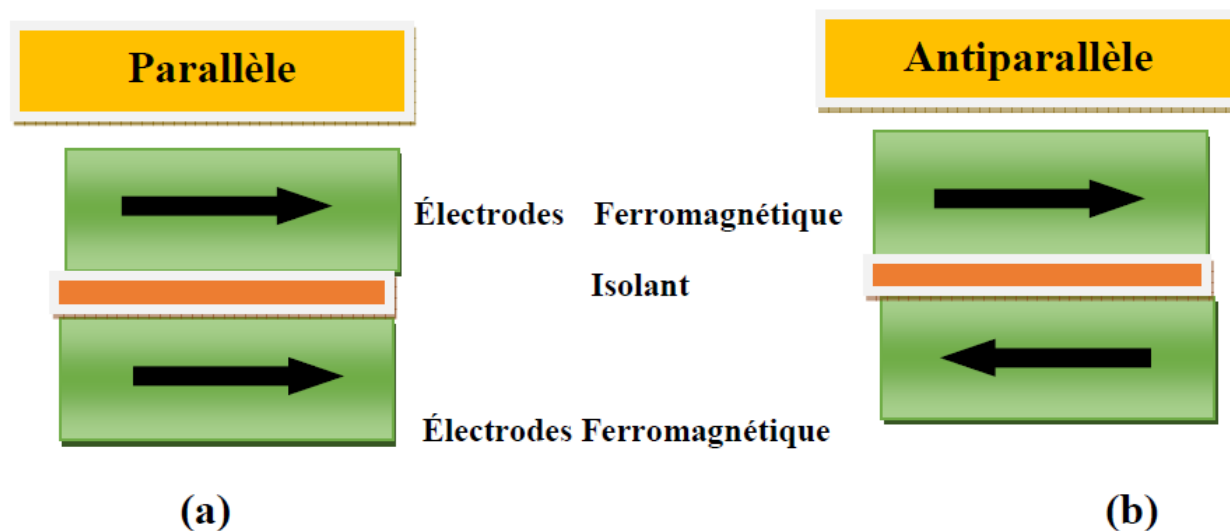 Parallèle
Antiparallèle
Électrodes Ferromagnétique
Isolant
Électrodes Ferromagnétique
(a)
(b)